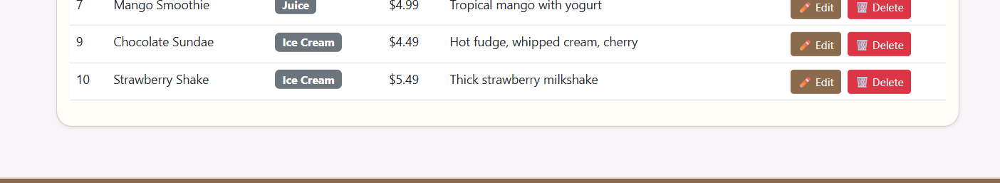 7 Mango Smoothie Juice $4.99 Tropical mango with yogurt Edit Delete
9 Chocolate Sundae Ice Cream $4.49 Hot fudge, whipped cream, cherry Edit Delete
10 Strawberry Shake Ice Cream $5.49 Thick strawberry milkshake Edit Delete